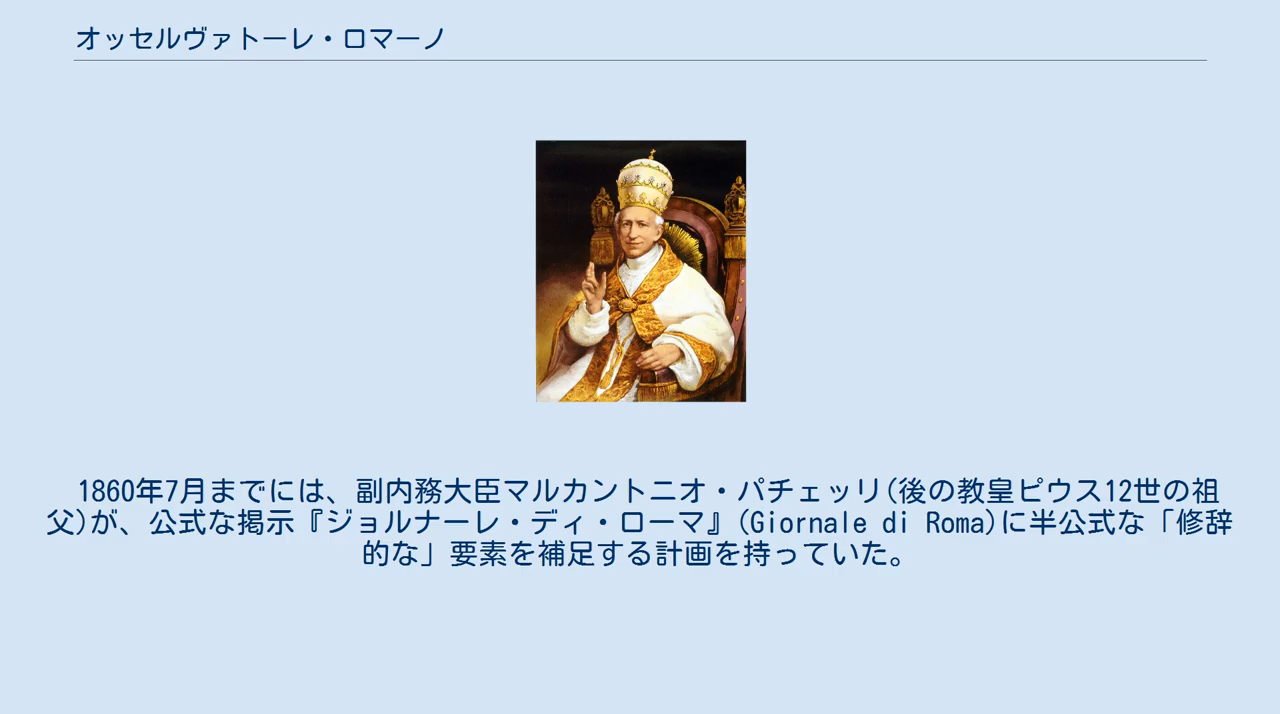 オッセルヴァトーレ・ロマーノ
1860年7月までには、副内務大臣マルカントニオ・パチェッリ(後の教皇ピウス12世の祖
父)が、公式な掲示『ジョルナーレ・ディ・ローマ』(Giornale di Roma)に半公式な「修辞
的な」要素を補足する計画を持っていた。